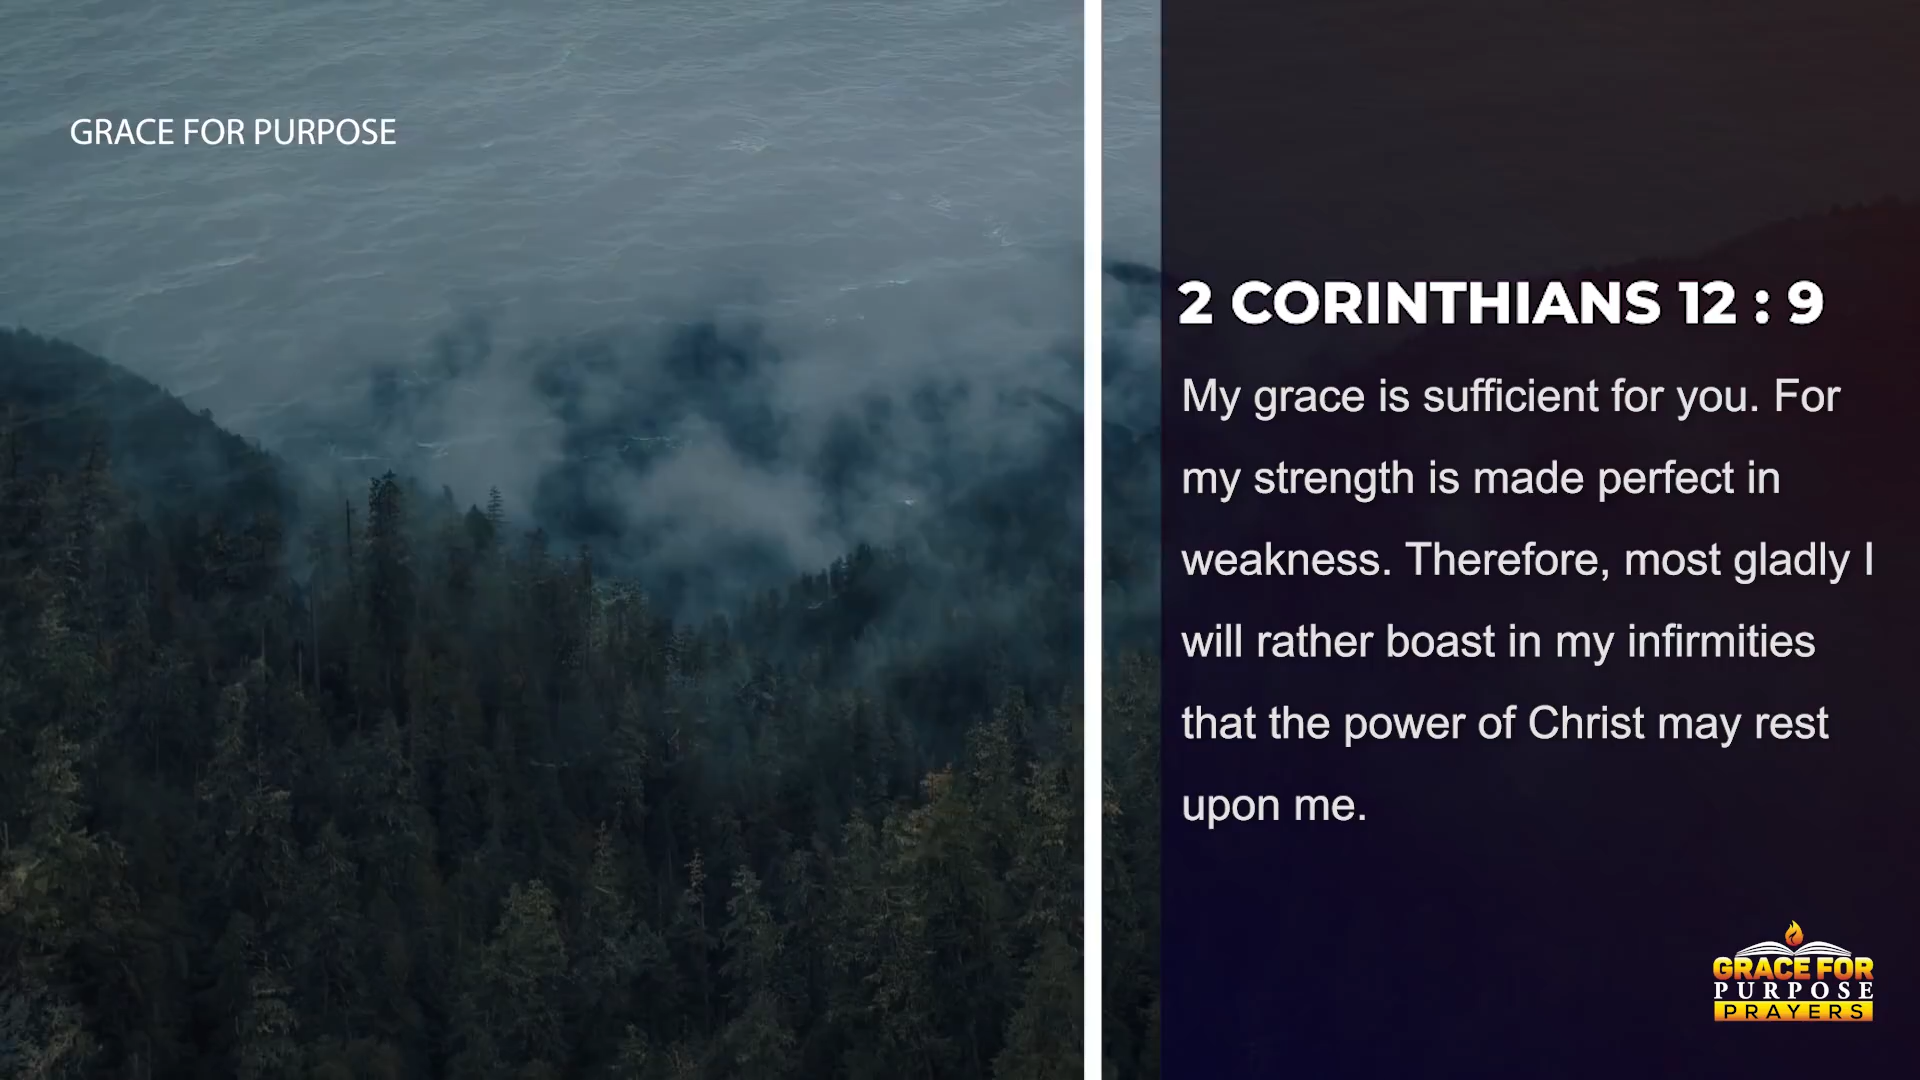 GRACE FOR PURPOSE
2 CORINTHIANS 12 : 9
My grace is sufficient for you. For
my strength is made perfect in
weakness. Therefore, most gladly I
will rather boast in my infirmities
that the power of Christ may rest
upon me.
GRACE FOR
PURPOSE
PRAYERS